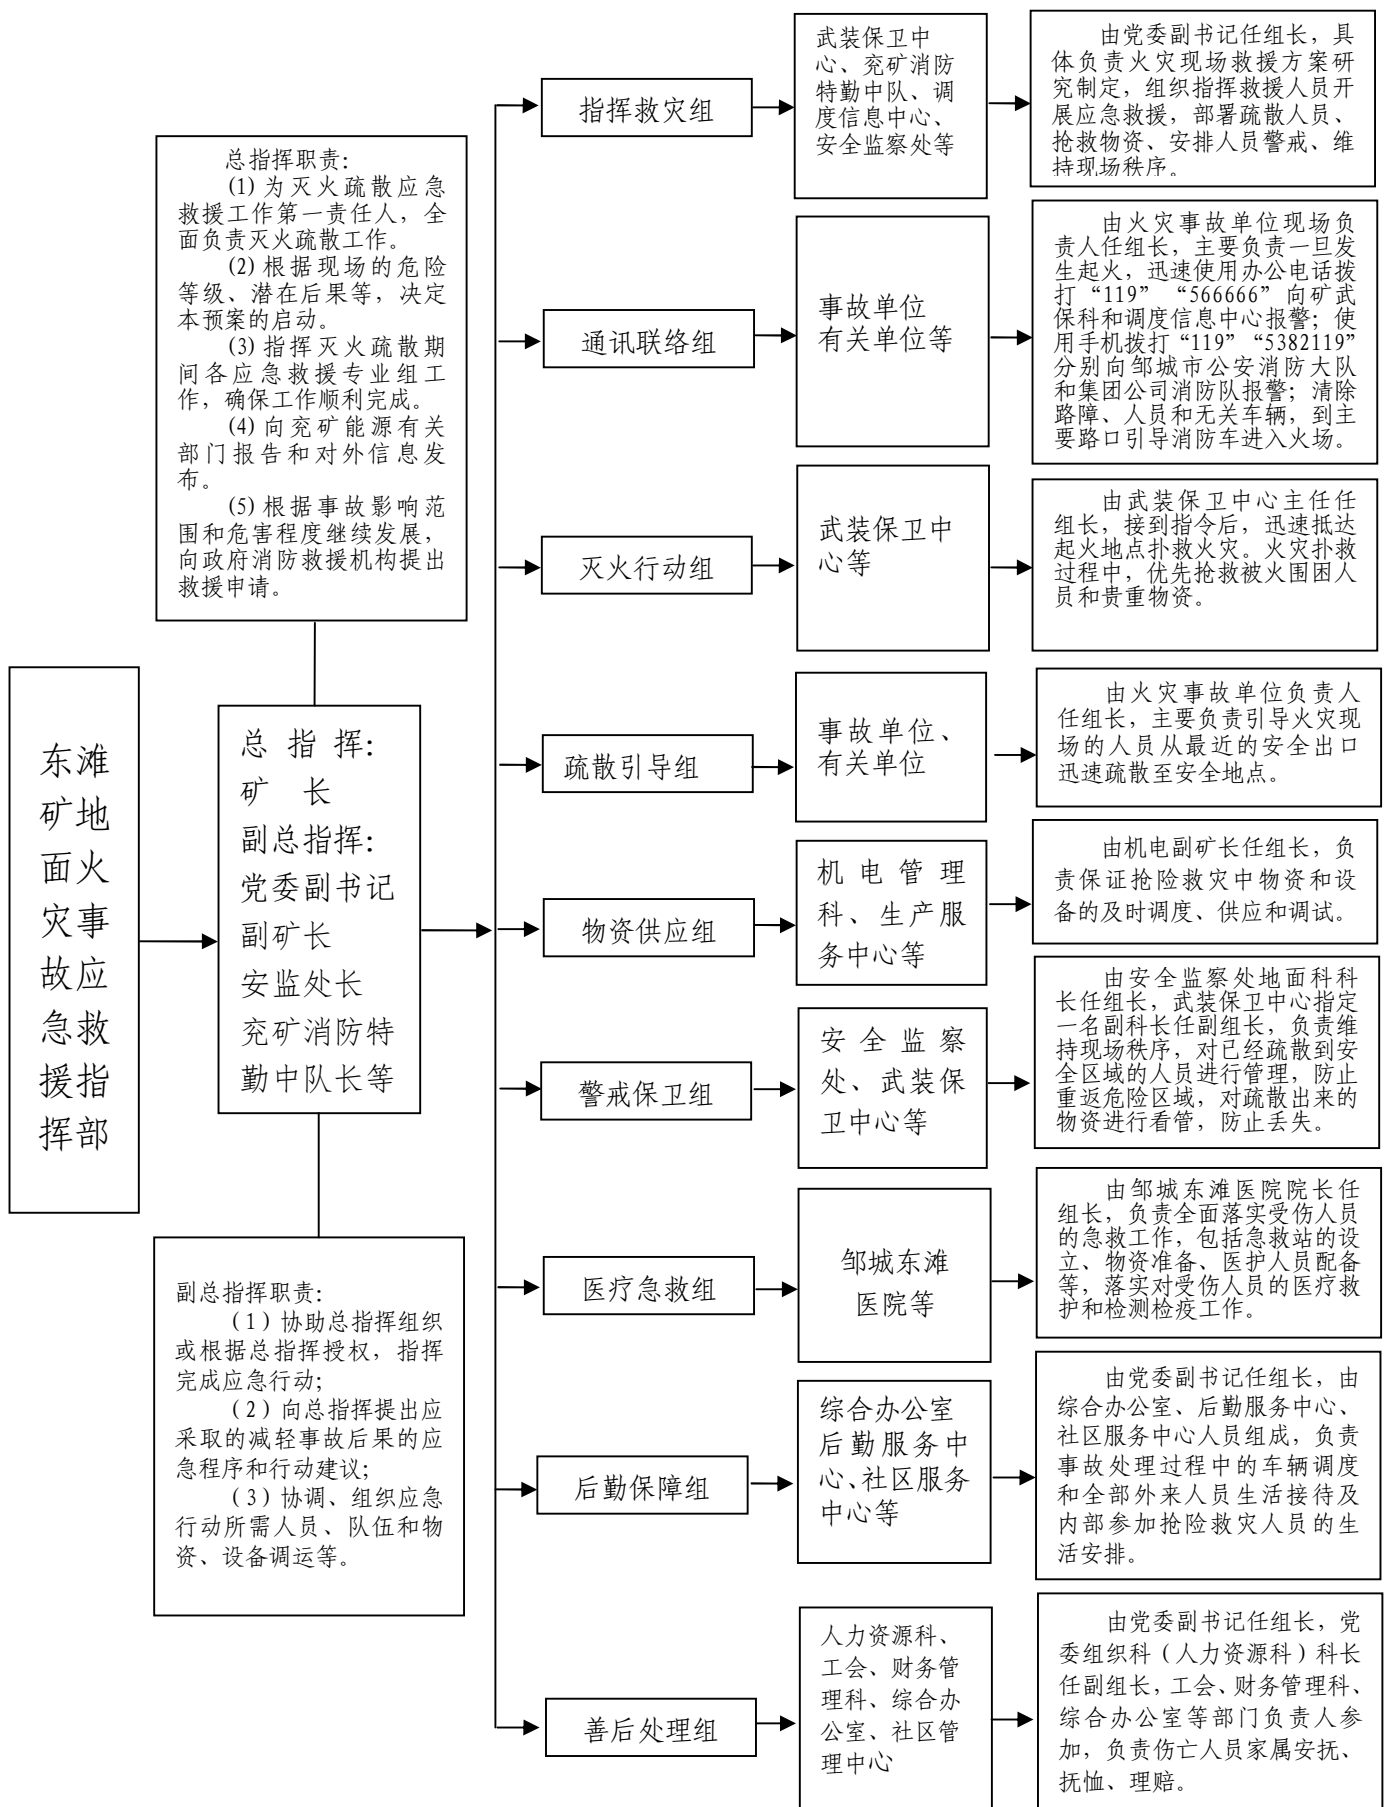 东滩
矿地
面火
灾事
故应
急救
援指
挥部
总指挥职责：
(1)为灭火疏散应急
救援工作第一责任人，全
面负责灭火疏散工作。
(2)根据现场的危险
等级、潜在后果等，决定
本预案的启动。
(3)指挥灭火疏散期
间各应急救援专业组工
作，确保工作顺利完成。
(4)向兖矿能源有关
部门报告和对外信息发
布。
(5)根据事故影响范
围和危害程度继续发展，
向政府消防救援机构提出
救援申请。
总 指 挥：
矿 长
副总指挥：
党委副书记
副矿长
安监处长
兖矿消防特
勤中队长等
副总指挥职责：
（1）协助总指挥组织
或根据总指挥授权，指挥
完成应急行动；
（2）向总指挥提出应
采取的减轻事故后果的应
急程序和行动建议；
（3）协调、组织应急
行动所需人员、队伍和物
资、设备调运等。
指挥救灾组
武装保卫中
心、兖矿消防
特勤中队、调
度信息中心、
安全监察处等
由党委副书记任组长，具
体负责火灾现场救援方案研
究制定，组织指挥救援人员开
展应急救援，部署疏散人员、
抢救物资、安排人员警戒、维
持现场秩序。
通讯联络组
事故单位
有关单位等
由火灾事故单位现场负
责人任组长，主要负责一旦发
生起火，迅速使用办公电话拨
打“119”“566666”向矿武
保科和调度信息中心报警；使
用手机拨打“119”“5382119”
分别向邹城市公安消防大队
和集团公司消防队报警；清除
路障、人员和无关车辆，到主
要路口引导消防车进入火场。
灭火行动组
武装保卫中
心等
由武装保卫中心主任任
组长，接到指令后，迅速抵达
起火地点扑救火灾。火灾扑救
过程中，优先抢救被火围困人
员和贵重物资。
疏散引导组
事故单位、
有关单位
由火灾事故单位负责人
任组长，主要负责引导火灾现
场的人员从最近的安全出口
迅速疏散至安全地点。
物资供应组
机电管理
科、生产服
务中心等
由机电副矿长任组长，负
责保证抢险救灾中物资和设
备的及时调度、供应和调试。
警戒保卫组
安全监察
处、武装保
卫中心等
由安全监察处地面科科
长任组长，武装保卫中心指定
一名副科长任副组长，负责维
持现场秩序，对已经疏散到安
全区域的人员进行管理，防止
重返危险区域，对疏散出来的
物资进行看管，防止丢失。
医疗急救组
邹城东滩
医院等
由邹城东滩医院院长任
组长，负责全面落实受伤人员
的急救工作，包括急救站的设
立、物资准备、医护人员配备
等，落实对受伤人员的医疗救
护和检测检疫工作。
后勤保障组
综合办公室
后勤服务中
心、社区服务
中心等
由党委副书记任组长，由
综合办公室、后勤服务中心、
社区服务中心人员组成，负责
事故处理过程中的车辆调度
和全部外来人员生活接待及
内部参加抢险救灾人员的生
活安排。
善后处理组
人力资源科、
工会、财务管
理科、综合办
公室、社区管
理中心
由党委副书记任组长，党
委组织科（人力资源科）科长
任副组长，工会、财务管理科、
综合办公室等部门负责人参
加，负责伤亡人员家属安抚、
抚恤、理赔。